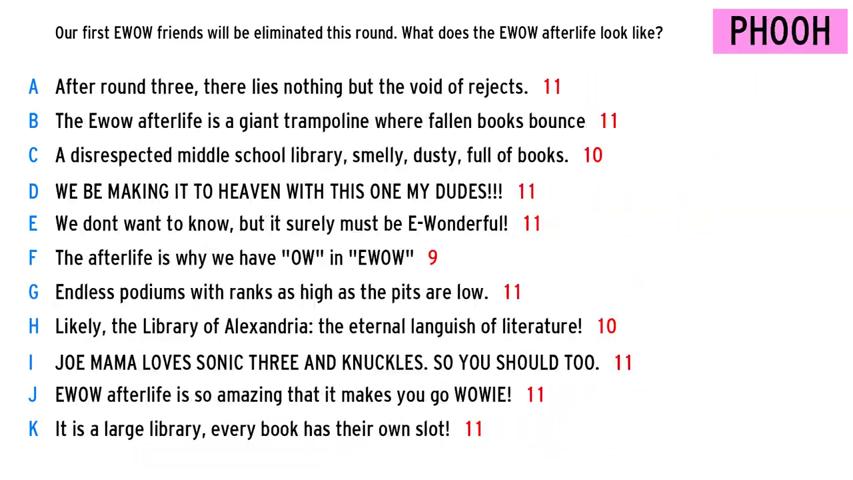 Our first EWOW friends will be eliminated this round. What does the EWOW afterlife look like?
PHOOH
A After round three, there lies nothing but the void of rejects. 11
B The Ewow afterlife is a giant trampoline where fallen books bounce 11
C A disrespected middle school library, smelly, dusty, full of books. 10
D WE BE MAKING IT TO HEAVEN WITH THIS ONE MY DUDES!!! 11
E We dont want to know, but it surely must be E-Wonderful! 11
F The afterlife is why we have "OW" in "EWOW" 9
G Endless podiums with ranks as high as the pits are low. 11
H Likely, the Library of Alexandria: the eternal languish of literature! 10
I JOE MAMA LOVES SONIC THREE AND KNUCKLES. SO YOU SHOULD TOO. 11
J EWOW afterlife is so amazing that it makes you go WOWIE! 11
K It is a large library, every book has their own slot! 11